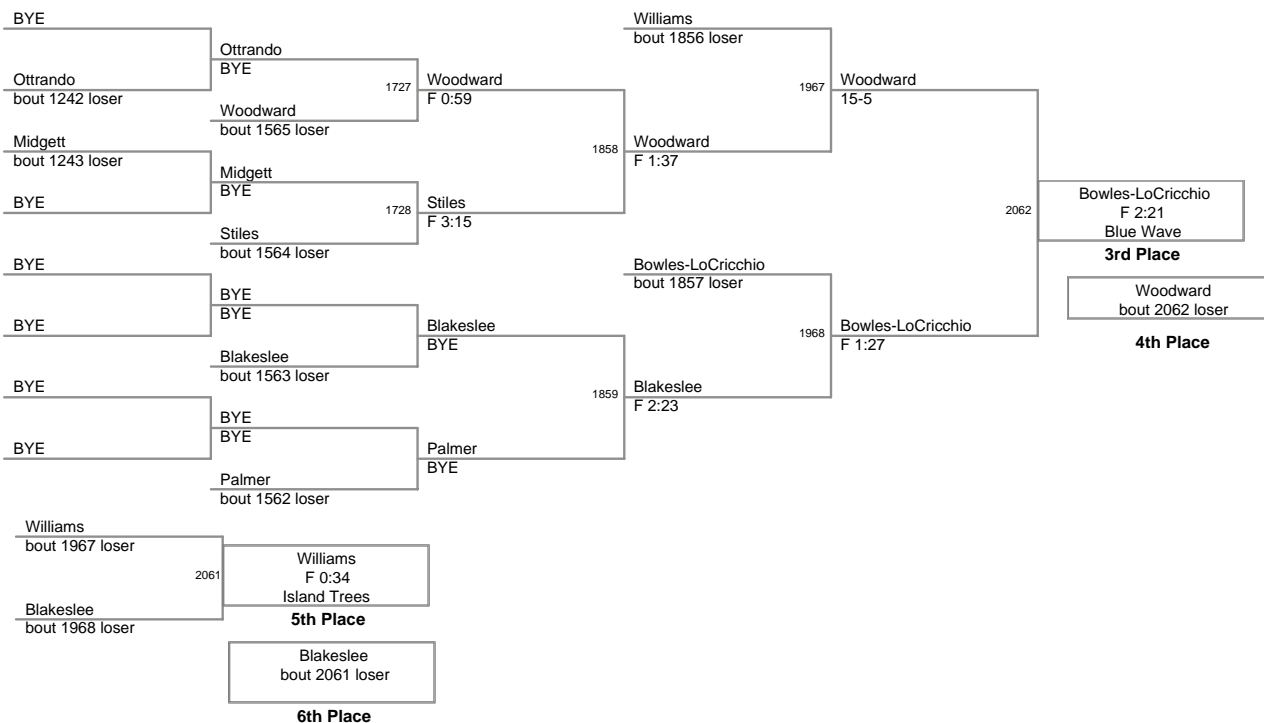 BYE
Ottrando
bout 1242 loser
Midgett
bout 1243 loser
BYE
BYE
BYE
BYE
BYE
Ottrando
BYE
Woodward
bout 1565 loser
Midgett
BYE
Stiles
bout 1564 loser
BYE
BYE
Blakeslee
bout 1563 loser
BYE
BYE
Palmer
bout 1562 loser
1727
1728
Woodward
F 0:59
Stiles
F 3:15
Blakeslee
BYE
Palmer
BYE
1858
1859
Williams
bout 1856 loser
Woodward
F 1:37
Bowles-LoCricchio
bout 1857 loser
Blakeslee
F 2:23
1967
1968
Woodward
15-5
Bowles-LoCricchio
F 1:27
2062
Bowles-LoCricchio
F 2:21
Blue Wave
3rd Place
Woodward
bout 2062 loser
4th Place
Williams
bout 1967 loser
Blakeslee
bout 1968 loser
2061
Williams
F 0:34
Island Trees
5th Place
Blakeslee
bout 2061 loser
6th Place